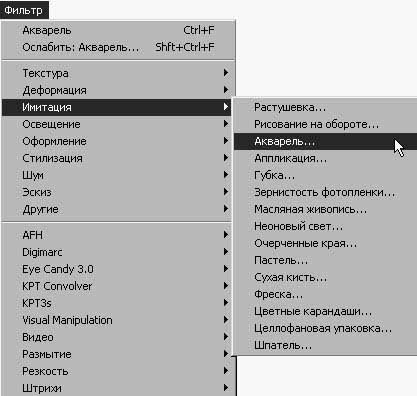 Фильтр
Акварель Ctrl+F
Ослабить: Акварель... Shft+Ctrl+F
Текстура
Деформация
Имитация
Освещение
Оформление
Стилизация
Шум
Эскиз
Другие
AFH
Digimarc
Eye Candy 3.0
KPT Convolver
KPT3s
Visual Manipulation
Видео
Размытие
Резкость
Штрихи
Растушевка...
Рисование на обороте...
Акварель...
Аппликация...
Губка...
Зернистость фотопленки...
Масляная живопись...
Неоновый свет...
Очерченные края...
Пастель...
Сухая кисть...
Фреска...
Цветные карандаши...
Целлофановая упаковка...
Шпатель...